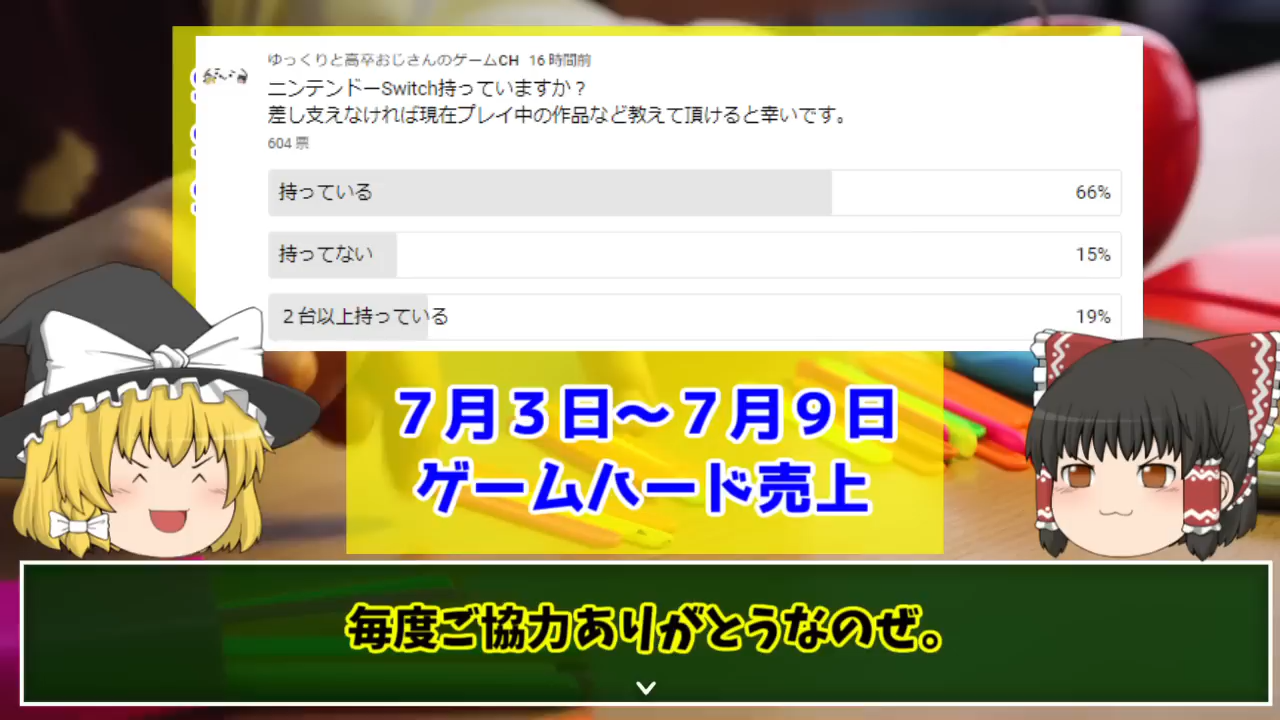 ゆっくりと高卒おじさんのゲームCH 16 時間前
ニンテンドーSwitch持っていますか？
差し支えなければ現在プレイ中の作品など教えて頂けると幸いです。
604 票
持っている 66%
持ってない 15%
２台以上持っている 19%
７月３日～７月９日
ゲームハード売上
毎度ご協力ありがとうなのぜ。